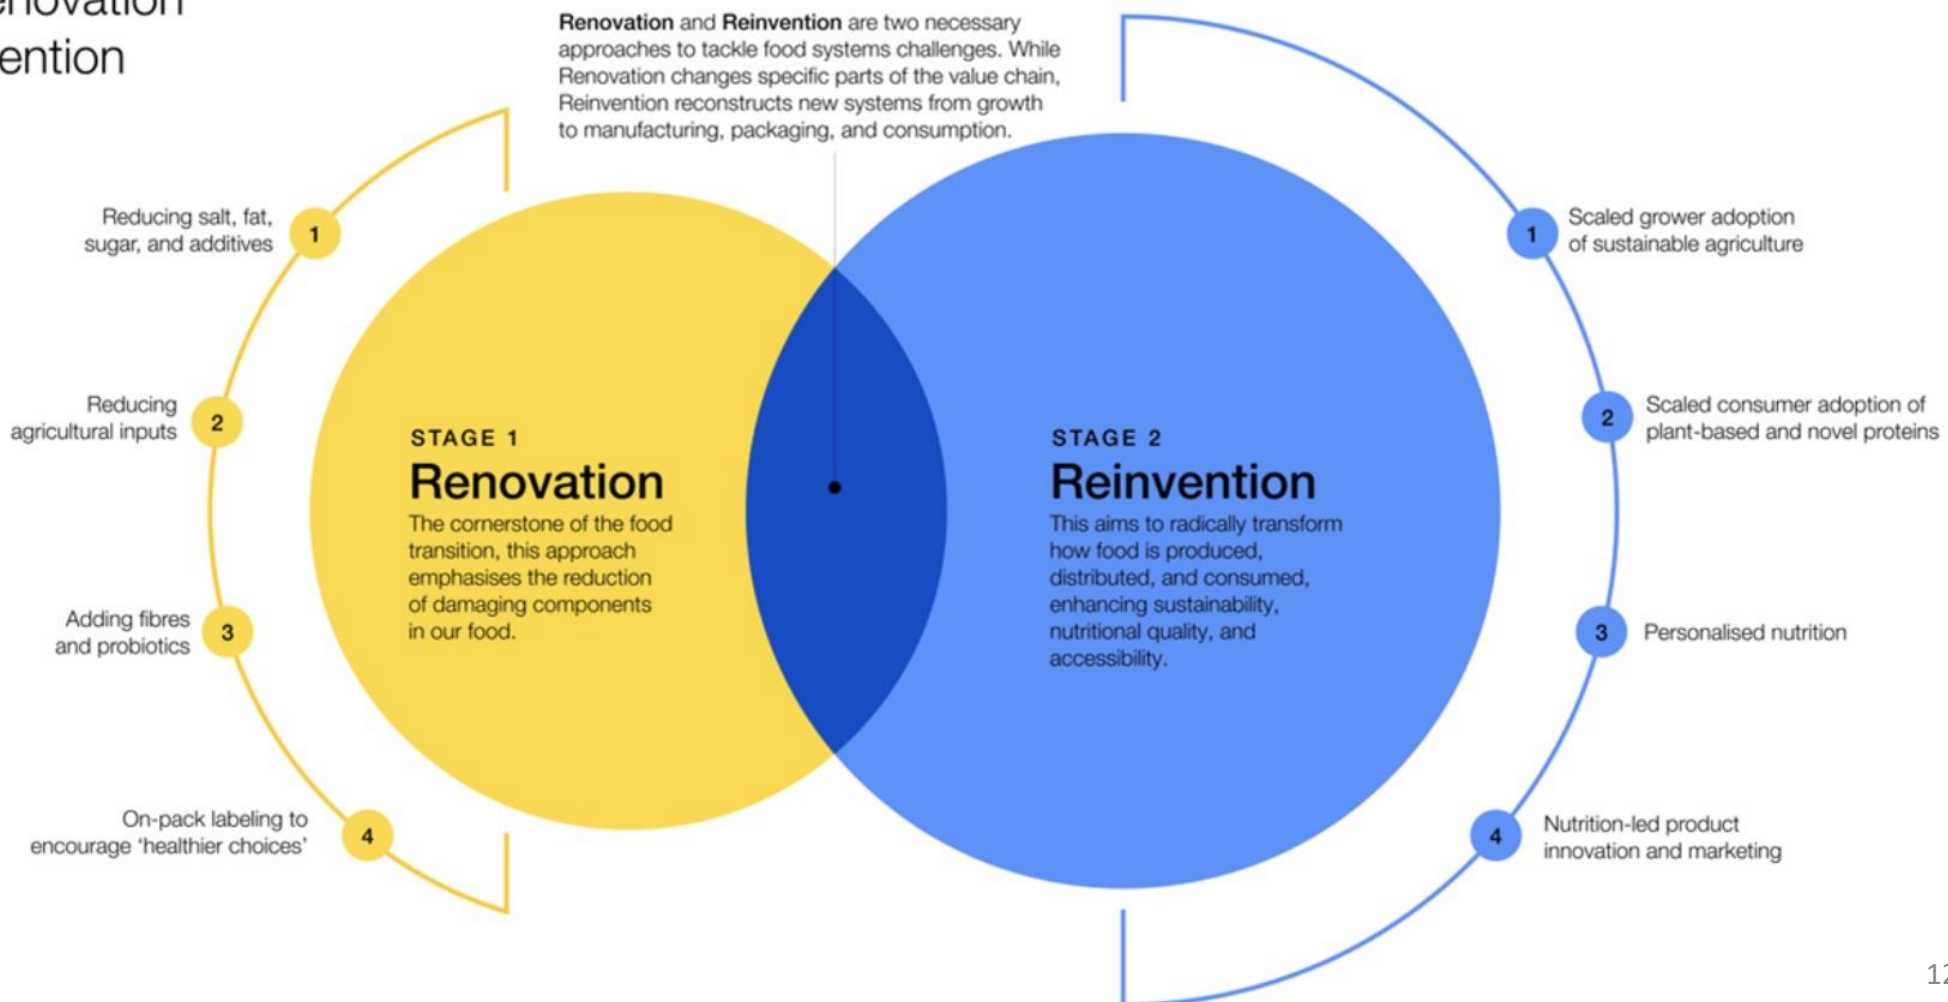 Renovation and Reinvention are two necessary
approaches to tackle food systems challenges. While
Renovation changes specific parts of the value chain,
Reinvention reconstructs new systems from growth
to manufacturing, packaging, and consumption.
ention
Reducing salt, fat,
sugar, and additives
1
Reducing
agricultural inputs
2
Adding fibres
and probiotics
3
On-pack labeling to
encourage 'healthier choices'
4
STAGE 1
Renovation
The cornerstone of the food
transition, this approach
emphasises the reduction
of damaging components
in our food.
STAGE 2
Reinvention
This aims to radically transform
how food is produced,
distributed, and consumed,
enhancing sustainability,
nutritional quality, and
accessibility.
1
Scaled grower adoption
of sustainable agriculture
2
Scaled consumer adoption of
plant-based and novel proteins
3
Personalised nutrition
4
Nutrition-led product
innovation and marketing